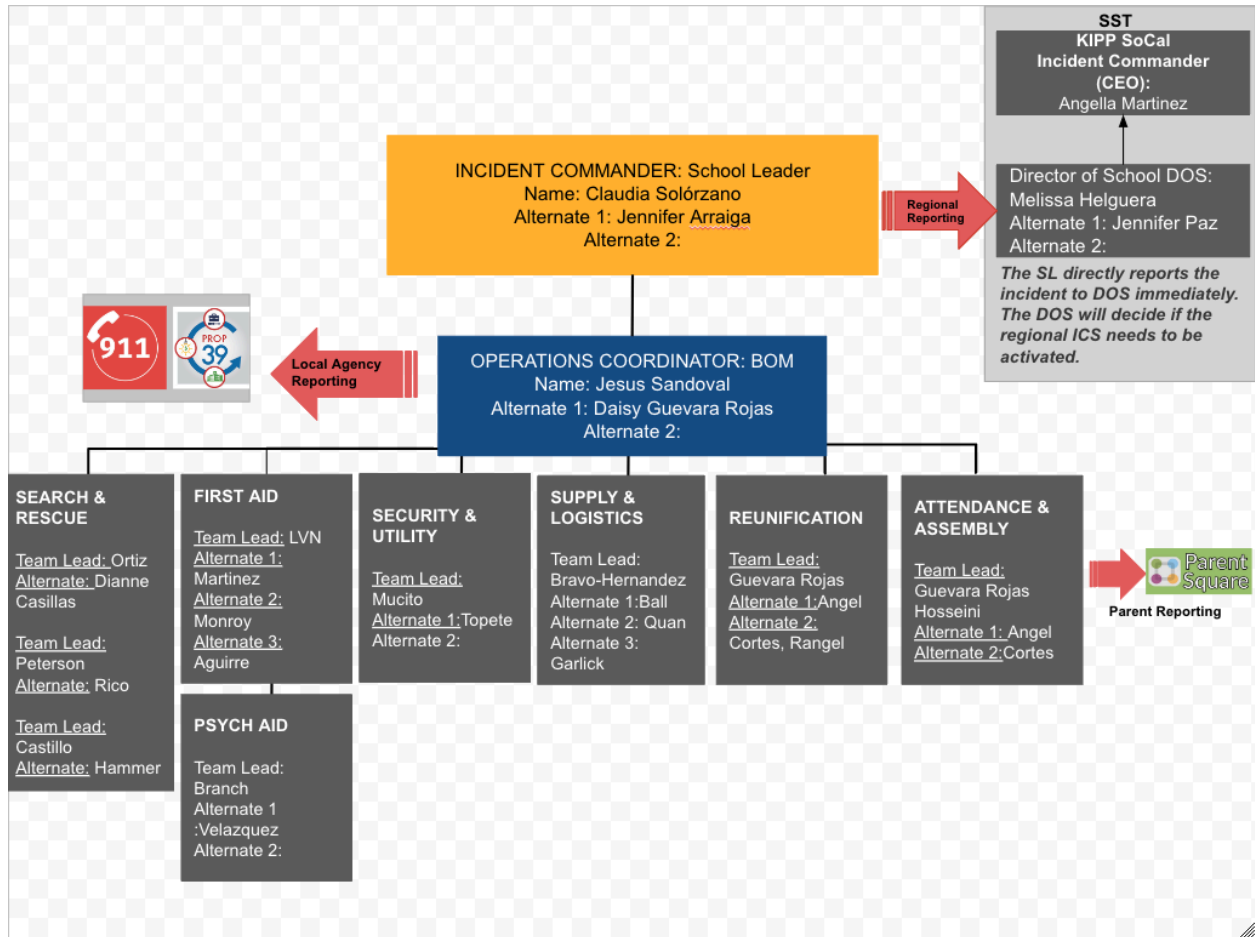 SST
KIPP SoCal
Incident Commander
(CEO):
Angella Martinez
INCIDENT COMMANDER: School Leader
Name: Claudia Solórzano
Alternate 1: Jennifer Arraiga
Alternate 2:
Regional
Reporting
Director of School DOS:
Melissa Helguera
Alternate 1: Jennifer Paz
Alternate 2:
The SL directly reports the
incident to DOS immediately.
The DOS will decide if the
regional ICS needs to be
activated.
911
PROP
39
Local Agency
Reporting
OPERATIONS COORDINATOR: BOM
Name: Jesus Sandoval
Alternate 1: Daisy Guevara Rojas
Alternate 2:
SEARCH &
RESCUE
Team Lead: Ortiz
Alternate: Dianne
Casillas
Team Lead:
Peterson
Alternate: Rico
Team Lead:
Castillo
Alternate: Hammer
FIRST AID
Team Lead: LVN
Alternate 1:
Martinez
Alternate 2:
Monroy
Alternate 3:
Aguirre
PSYCH AID
Team Lead:
Branch
Alternate 1
:Velazquez
Alternate 2:
SECURITY &
UTILITY
Team Lead:
Mucito
Alternate 1:Topete
Alternate 2:
SUPPLY &
LOGISTICS
Team Lead:
Bravo-Hernandez
Alternate 1:Ball
Alternate 2: Quan
Alternate 3:
Garlick
REUNIFICATION
Team Lead:
Guevara Rojas
Alternate 1:Angel
Alternate 2:
Cortes, Rangel
ATTENDANCE &
ASSEMBLY
Team Lead:
Guevara Rojas
Hosseini
Alternate 1: Angel
Alternate 2:Cortes
Parent
Square
Parent Reporting